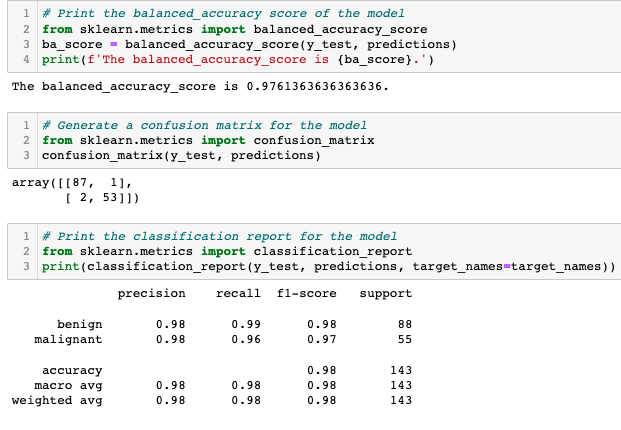 1 # Print the balanced_accuracy score of the model
2 from sklearn.metrics import balanced_accuracy_score
3 ba_score = balanced_accuracy_score(y_test, predictions)
4 print(f'The balanced_accuracy_score is {ba_score}.')
The balanced_accuracy_score is 0.9761363636363636.
1 # Generate a confusion matrix for the model
2 from sklearn.metrics import confusion_matrix
3 confusion_matrix(y_test, predictions)
array([[87,  1],
       [ 2, 53]])
1 # Print the classification report for the model
2 from sklearn.metrics import classification_report
3 print(classification_report(y_test, predictions, target_names=target_names))
              precision    recall  f1-score   support
      benign       0.98      0.99      0.98        88
   malignant       0.98      0.96      0.97        55
    accuracy                           0.98       143
   macro avg       0.98      0.98      0.98       143
weighted avg       0.98      0.98      0.98       143